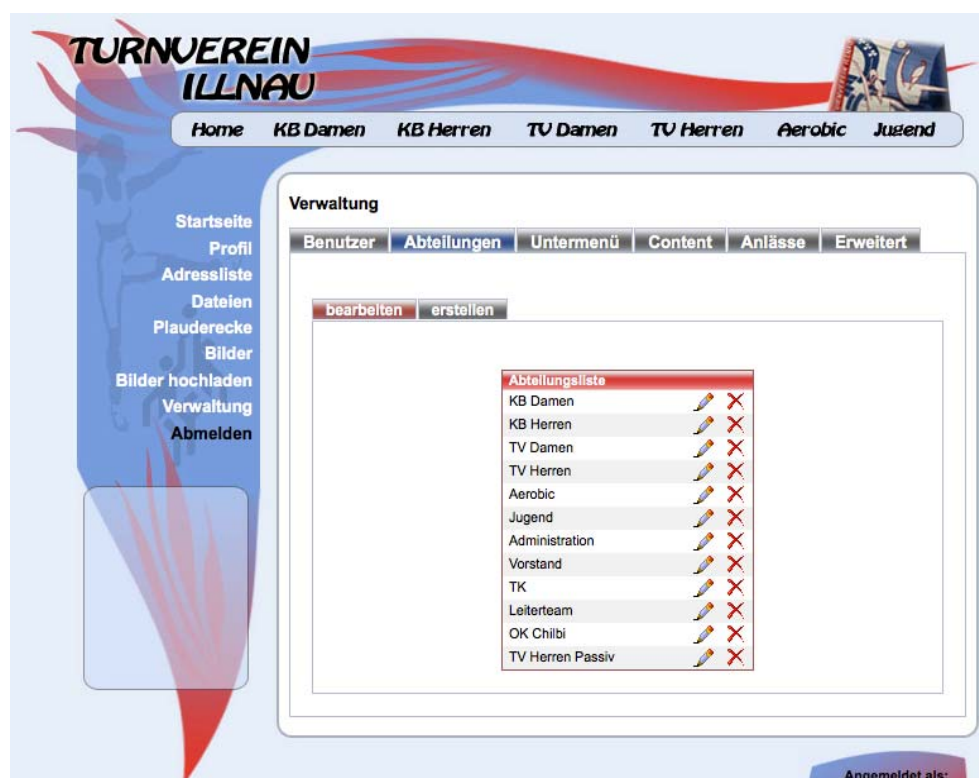 TURNVEREIN
ILLNAU
Home KB Damen KB Herren TV Damen TV Herren Aerobic Jugend
Startseite
Profil
Adressliste
Dateien
Plauderecke
Bilder
Bilder hochladen
Verwaltung
Abmelden
Verwaltung
Benutzer Abteilungen Untermenü Content Anlässe Erweitert
bearbeiten erstellen
Abteilungsliste
KB Damen
KB Herren
TV Damen
TV Herren
Aerobic
Jugend
Administration
Vorstand
TK
Leiterteam
OK Chilbi
TV Herren Passiv
Angemeldet als: